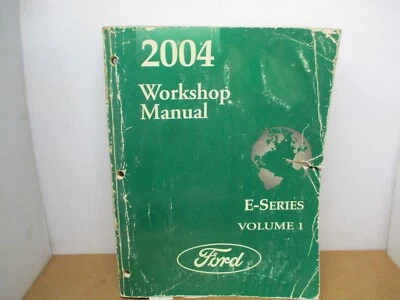 2004
Workshop
Manual
E-SERIES
VOLUME 1
Ford